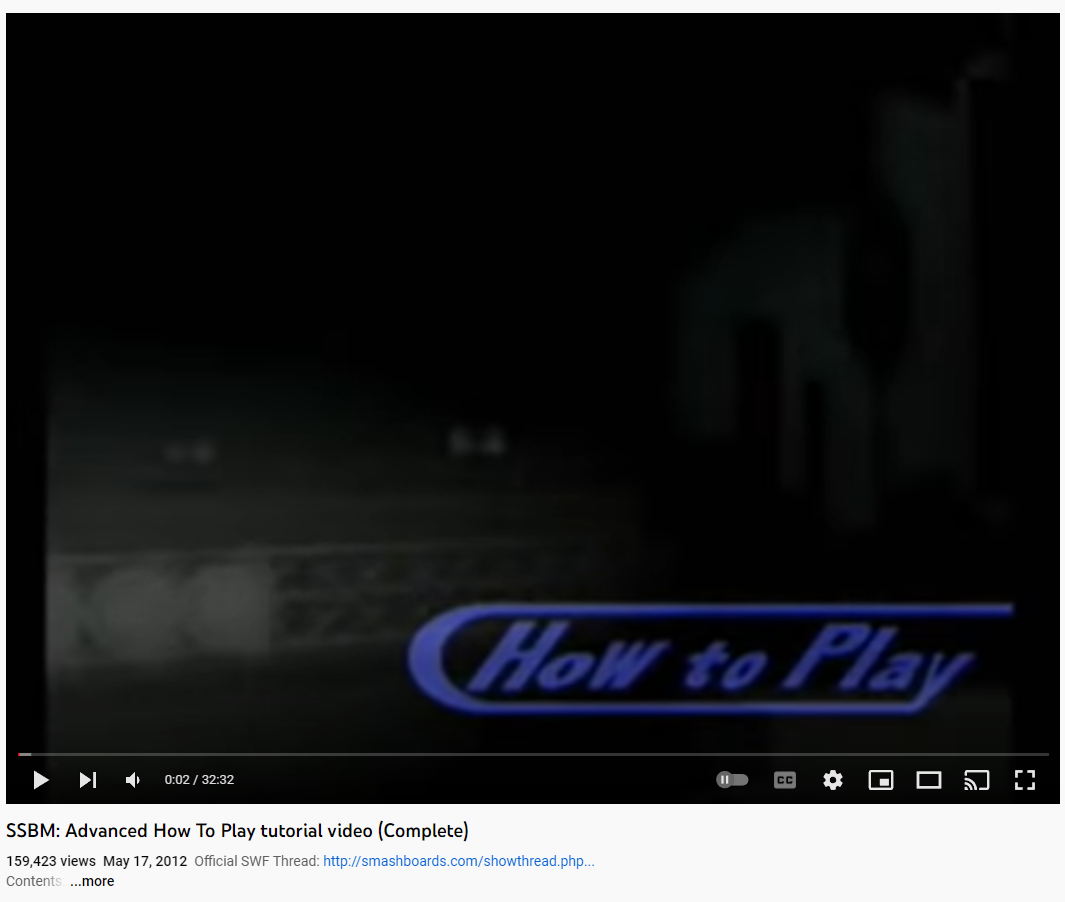 How to Play
0:02 / 32:32
CC
SSBM: Advanced How To Play tutorial video (Complete)
159,423 views May 17, 2012 Official SWF Thread: http://smashboards.com/showthread.php...
Contents ...more